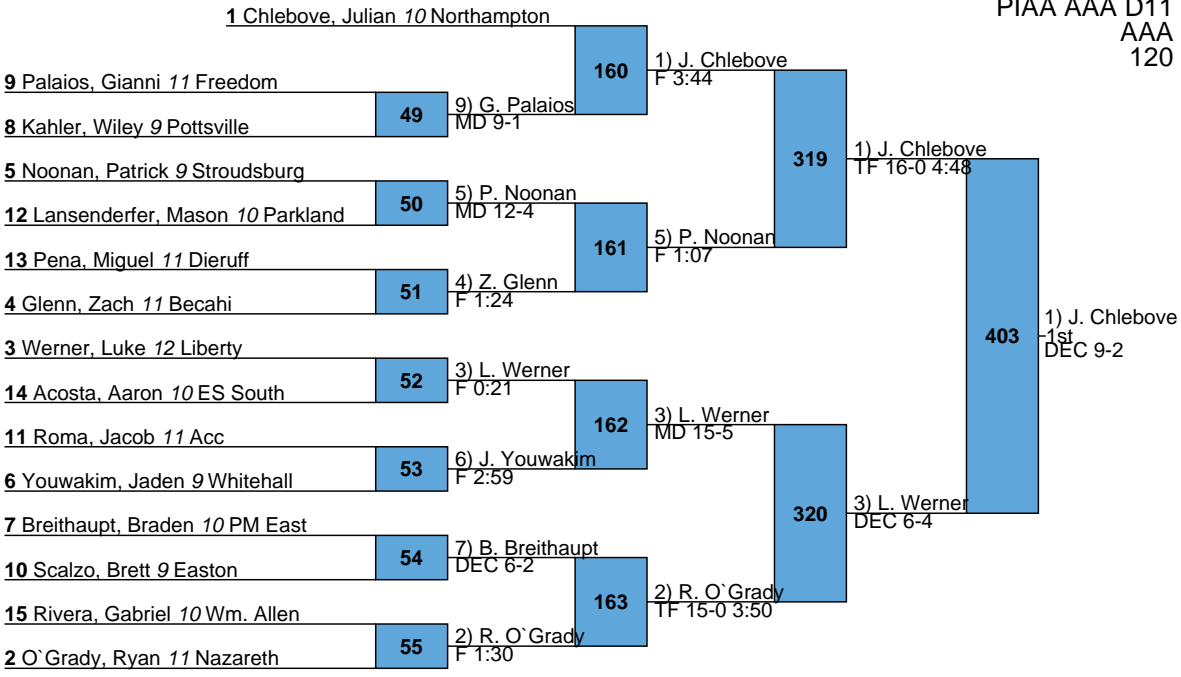 PIAA AAA D11
AAA
120
1 Chlebove, Julian 10 Northampton
9 Palaios, Gianni 11 Freedom
8 Kahler, Wiley 9 Pottsville
5 Noonan, Patrick 9 Stroudsburg
12 Lansenderfer, Mason 10 Parkland
13 Pena, Miguel 11 Dieruff
4 Glenn, Zach 11 Becahi
3 Werner, Luke 12 Liberty
14 Acosta, Aaron 10 ES South
11 Roma, Jacob 11 Acc
6 Youwakim, Jaden 9 Whitehall
7 Breithaupt, Braden 10 PM East
10 Scalzo, Brett 9 Easton
15 Rivera, Gabriel 10 Wm. Allen
2 O`Grady, Ryan 11 Nazareth
49
50
51
52
53
54
55
9) G. Palaios
MD 9-1
5) P. Noonan
MD 12-4
4) Z. Glenn
F 1:24
3) L. Werner
F 0:21
6) J. Youwakim
F 2:59
7) B. Breithaupt
DEC 6-2
2) R. O`Grady
F 1:30
160
161
162
163
1) J. Chlebove
F 3:44
5) P. Noonan
F 1:07
3) L. Werner
MD 15-5
2) R. O`Grady
TF 15-0 3:50
319
320
1) J. Chlebove
TF 16-0 4:48
3) L. Werner
DEC 6-4
403
1) J. Chlebove
1st
DEC 9-2